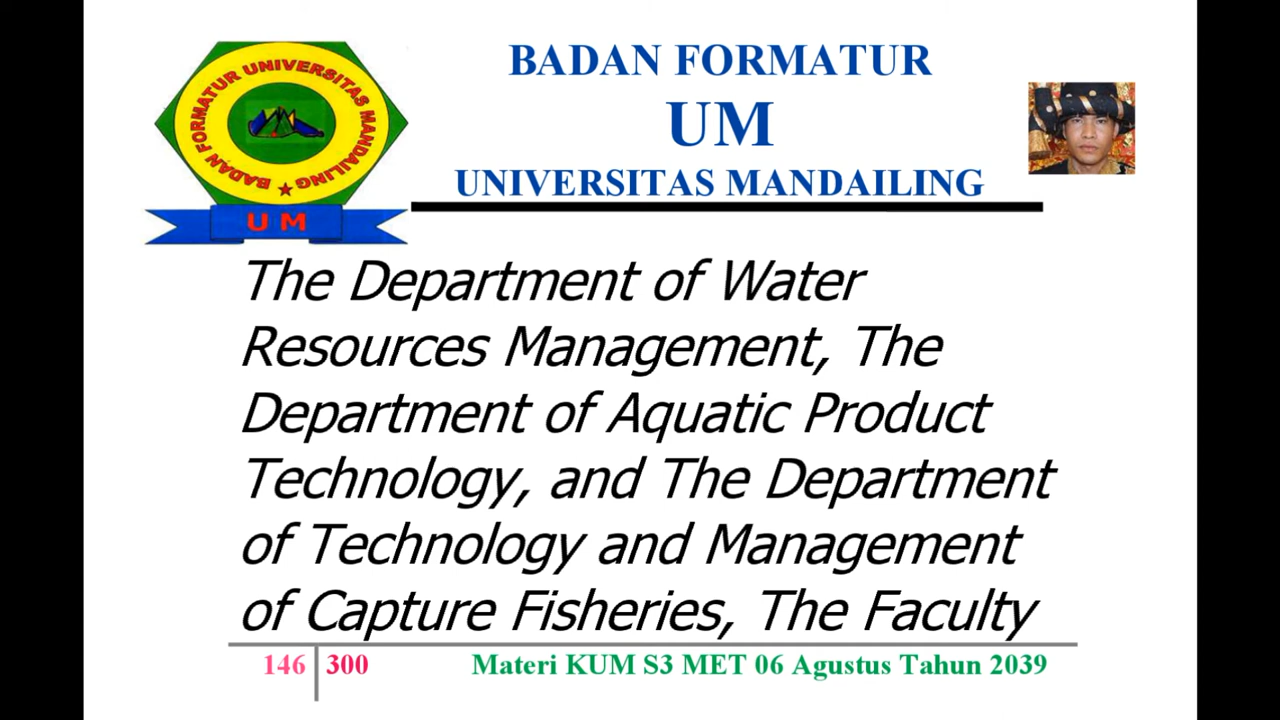 BADAN FORMATUR UNIVERSITAS MANDAILING
U M
BADAN FORMATUR
UM
UNIVERSITAS MANDAILING
The Department of Water
Resources Management, The
Department of Aquatic Product
Technology, and The Department
of Technology and Management
of Capture Fisheries, The Faculty
146 300 Materi KUM S3 MET 06 Agustus Tahun 2039